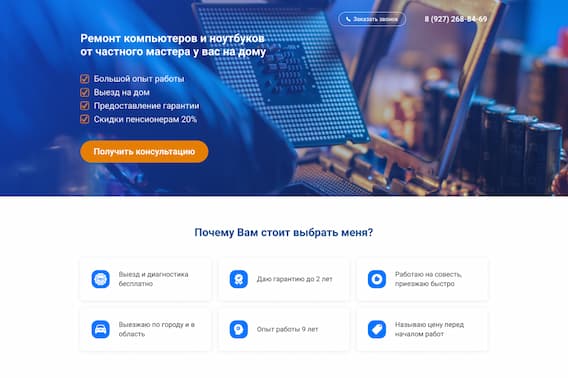 Заказать звонок
8 (927) 268-84-69
Ремонт компьютеров и ноутбуков
от частного мастера у вас на дому
Большой опыт работы
Выезд на дом
Предоставление гарантии
Скидки пенсионерам 20%
Получить консультацию
Почему Вам стоит выбрать меня?
Выезд и диагностика
бесплатно
Даю гарантию до 2 лет
Работаю на совесть,
приезжаю быстро
Выезжаю по городу и в
область
Опыт работы 9 лет
Называю цену перед
началом работ